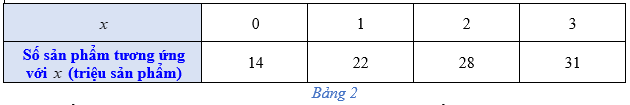 x 0 1 2 3
Số sản phẩm tương ứng
với x (triệu sản phẩm) 14 22 28 31
Bảng 2